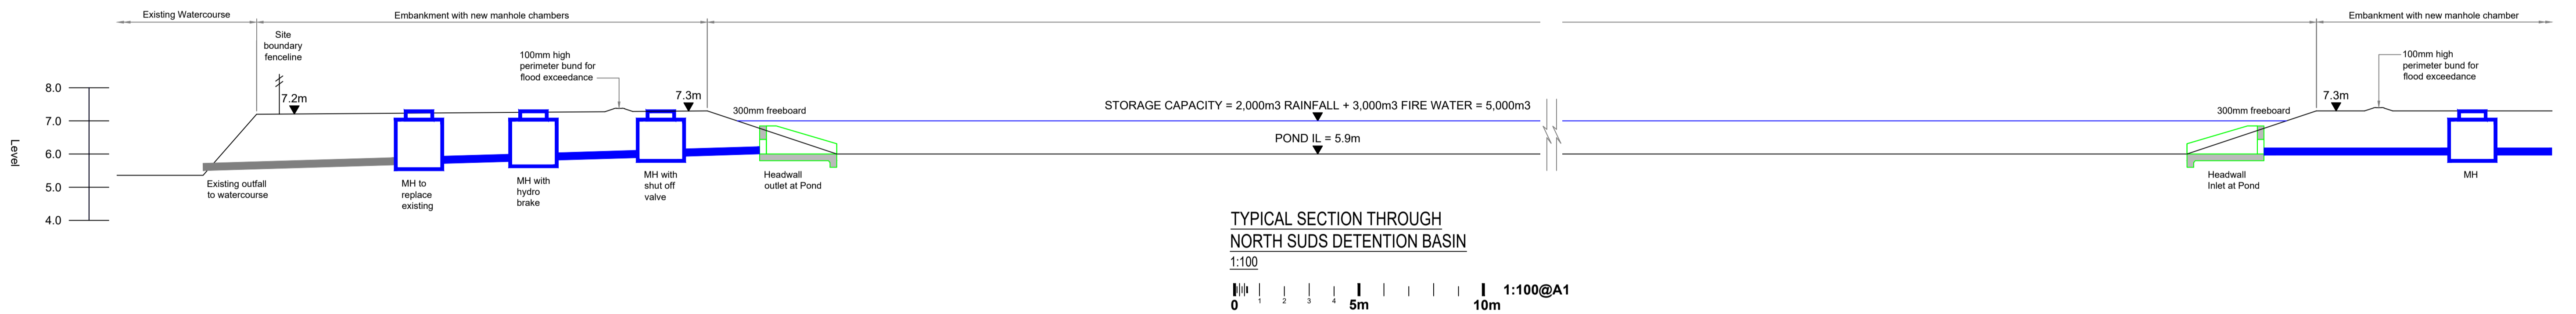 Existing Watercourse
Embankment with new manhole chambers
Embankment with new manhole chamber
Site
boundary
fenceline
100mm high
perimeter bund for
flood exceedance
100mm high
perimeter bund for
flood exceedance
8.0
7.0
6.0
5.0
4.0
Level
7.2m
7.3m
300mm freeboard
STORAGE CAPACITY = 2,000m3 RAINFALL + 3,000m3 FIRE WATER = 5,000m3
POND IL = 5.9m
300mm freeboard
7.3m
Existing outfall
to watercourse
MH to
replace
existing
MH with
hydro
brake
MH with
shut off
valve
Headwall
outlet at Pond
Headwall
Inlet at Pond
MH
TYPICAL SECTION THROUGH
NORTH SUDS DETENTION BASIN
1:100
0 1 2 3 4 5m 10m 1:100@A1